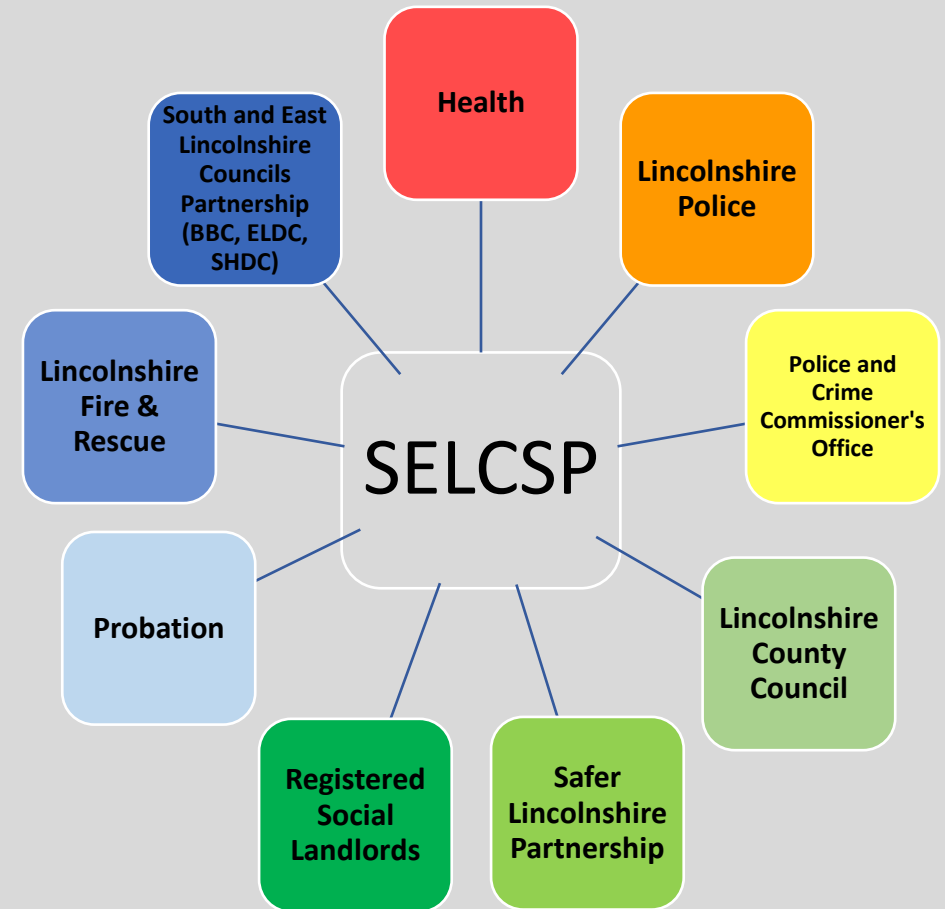 Health
South and East
Lincolnshire
Councils
Partnership
(BBC, ELDC,
SHDC)
Lincolnshire
Police
Lincolnshire
Fire &
Rescue
Police and
Crime
Commissioner's
Office
SELCSP
Probation
Lincolnshire
County
Council
Registered
Social
Landlords
Safer
Lincolnshire
Partnership